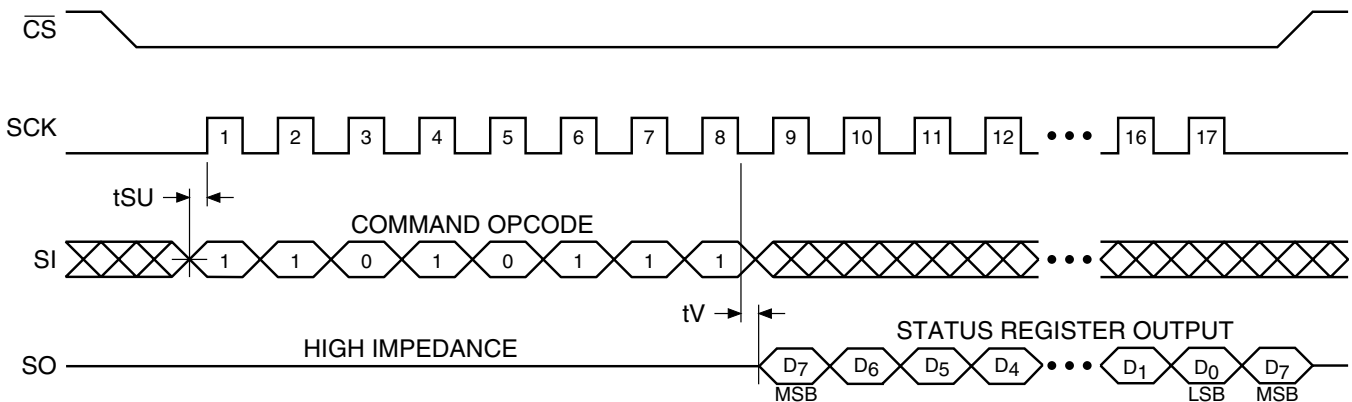 CS
SCK 1 2 3 4 5 6 7 8 9 10 11 12 ••• 16 17
tSU
COMMAND OPCODE
SI 1 1 0 1 0 1 1 1 •••
tV
STATUS REGISTER OUTPUT
HIGH IMPEDANCE
SO D7 D6 D5 D4 ••• D1 D0 D7
MSB LSB MSB